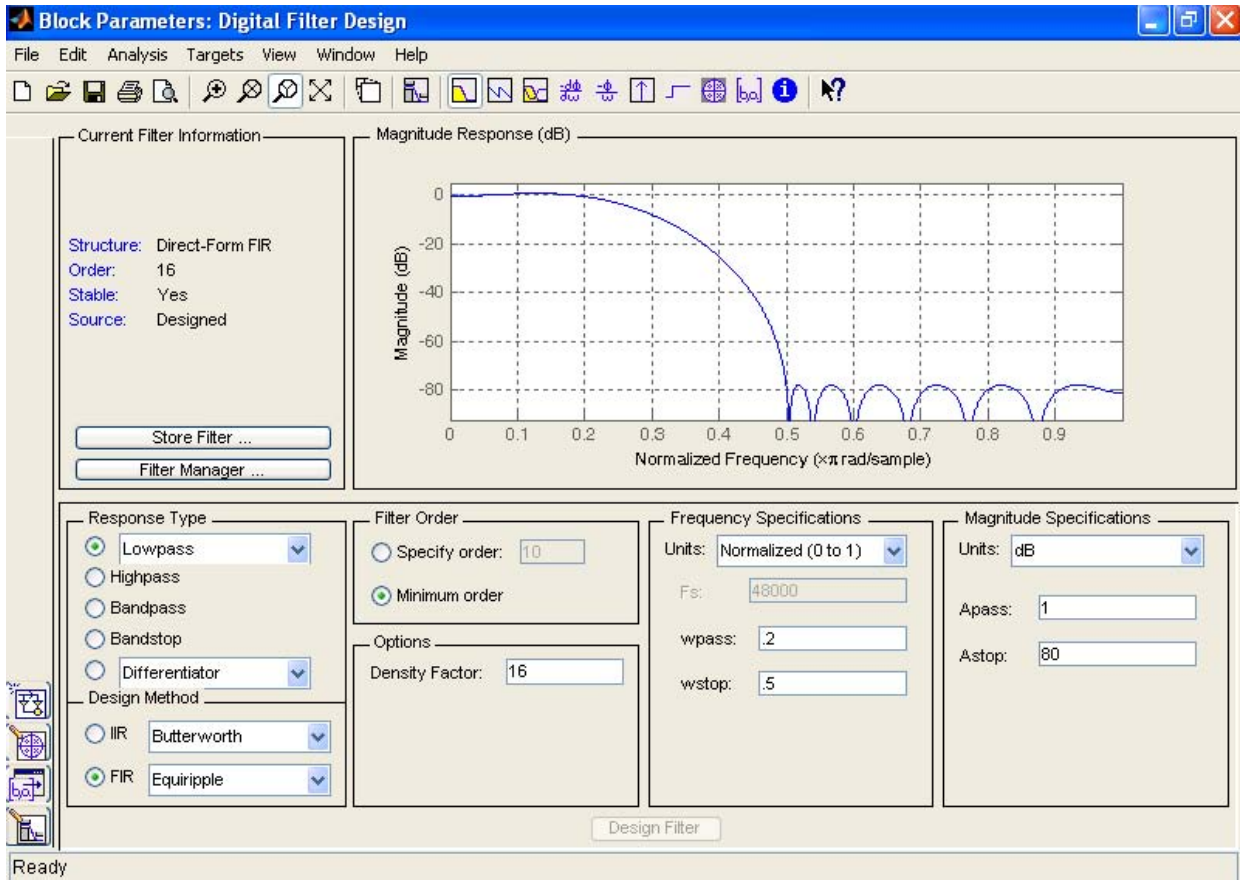 Block Parameters: Digital Filter Design
File Edit Analysis Targets View Window Help
Current Filter Information
Structure: Direct-Form FIR
Order: 16
Stable: Yes
Source: Designed
Store Filter ...
Filter Manager ...
Magnitude Response (dB)
Magnitude (dB)
0
-20
-40
-60
-80
0 0.1 0.2 0.3 0.4 0.5 0.6 0.7 0.8 0.9
Normalized Frequency (×π rad/sample)
Response Type
Lowpass
Highpass
Bandpass
Bandstop
Differentiator
Design Method
IIR Butterworth
FIR Equiripple
Filter Order
Specify order: 10
Minimum order
Options
Density Factor: 16
Frequency Specifications
Units: Normalized (0 to 1)
Fs: 48000
wpass: .2
wstop: .5
Magnitude Specifications
Units: dB
Apass: 1
Astop: 80
Design Filter
Ready